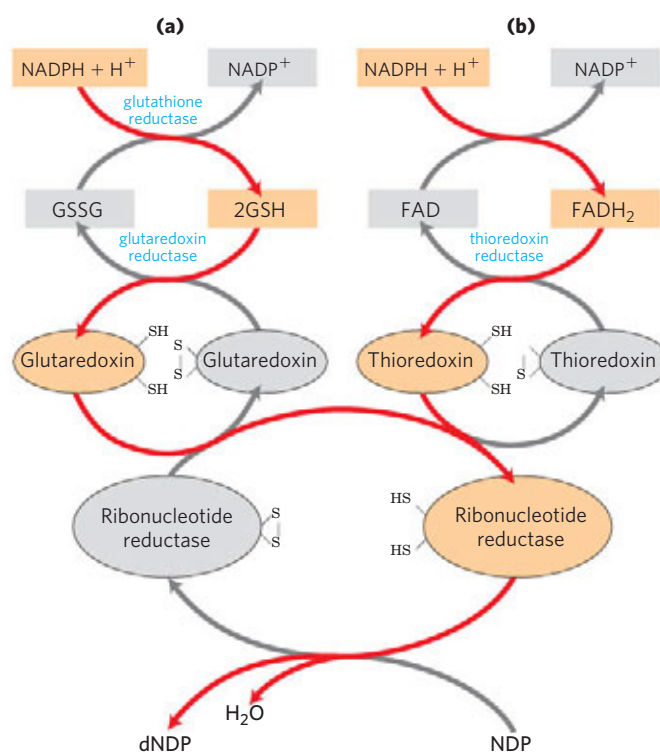 (a)
(b)
NADPH + H⁺
NADP⁺
NADPH + H⁺
NADP⁺
glutathione
reductase
GSSG
2GSH
FAD
FADH₂
glutaredoxin
reductase
thioredoxin
reductase
SH
S
SH
Glutaredoxin
Glutaredoxin
Thioredoxin
Thioredoxin
SH
S
SH
S
HS
Ribonucleotide
reductase
S
S
Ribonucleotide
reductase
HS
H₂O
dNDP
NDP